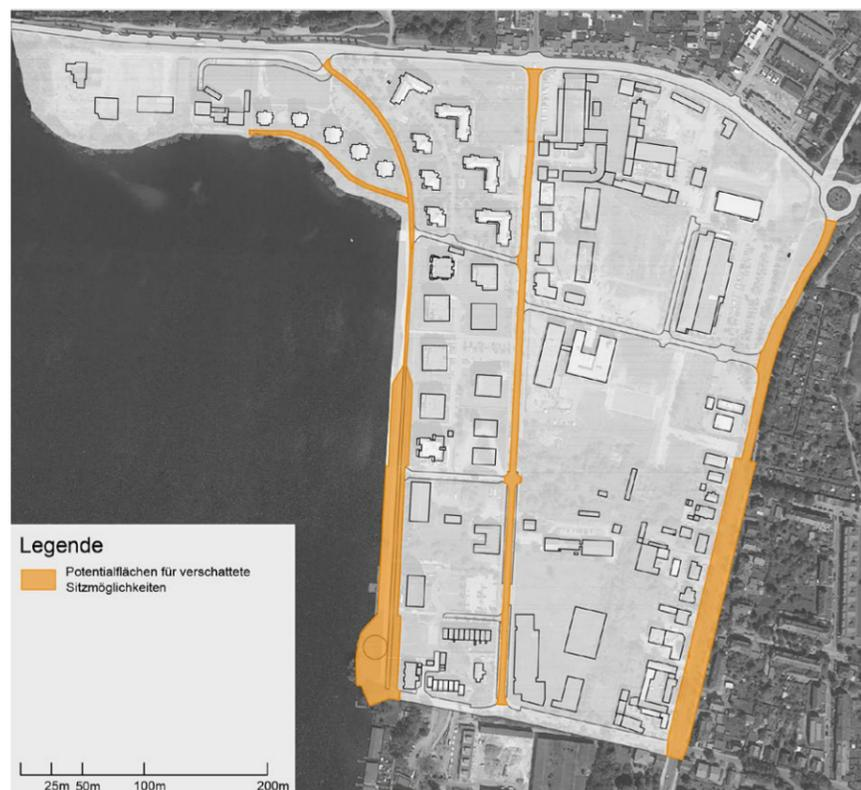 Legende
Potentialflächen für verschattete
Sitzmöglichkeiten
25m 50m 100m 200m